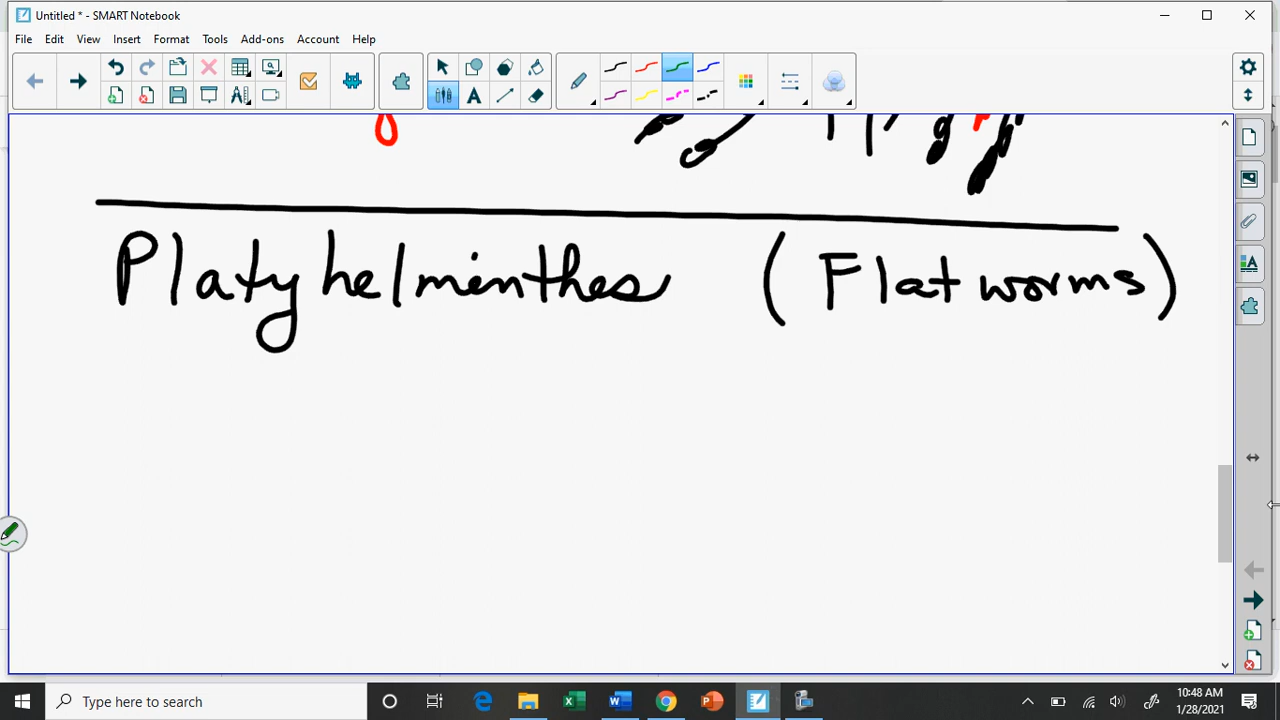 Untitled * - SMART Notebook
File Edit View Insert Format Tools Add-ons Account Help
Platyhelminthes (Flatworms)
Type here to search
10:48 AM
1/28/2021